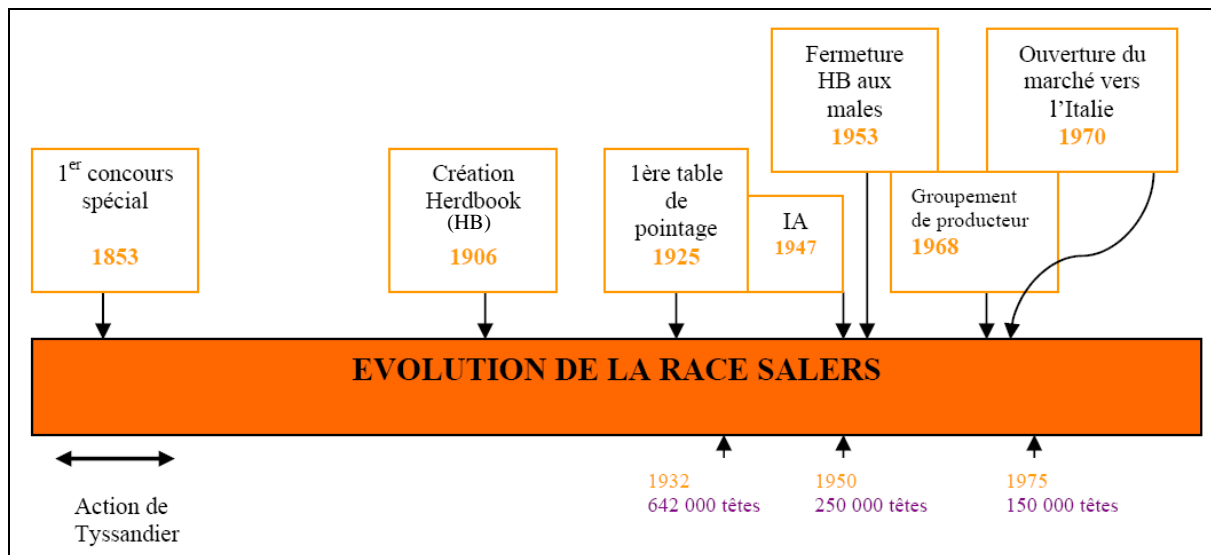 1er concours
spécial
1853
Création
Herdbook
(HB)
1906
1ère table
de
pointage
1925
IA
1947
Fermeture
HB aux
males
1953
Groupement
de producteur
1968
Ouverture du
marché vers
l’Italie
1970
EVOLUTION DE LA RACE SALERS
Action de
Tyssandier
1932
642 000 têtes
1950
250 000 têtes
1975
150 000 têtes